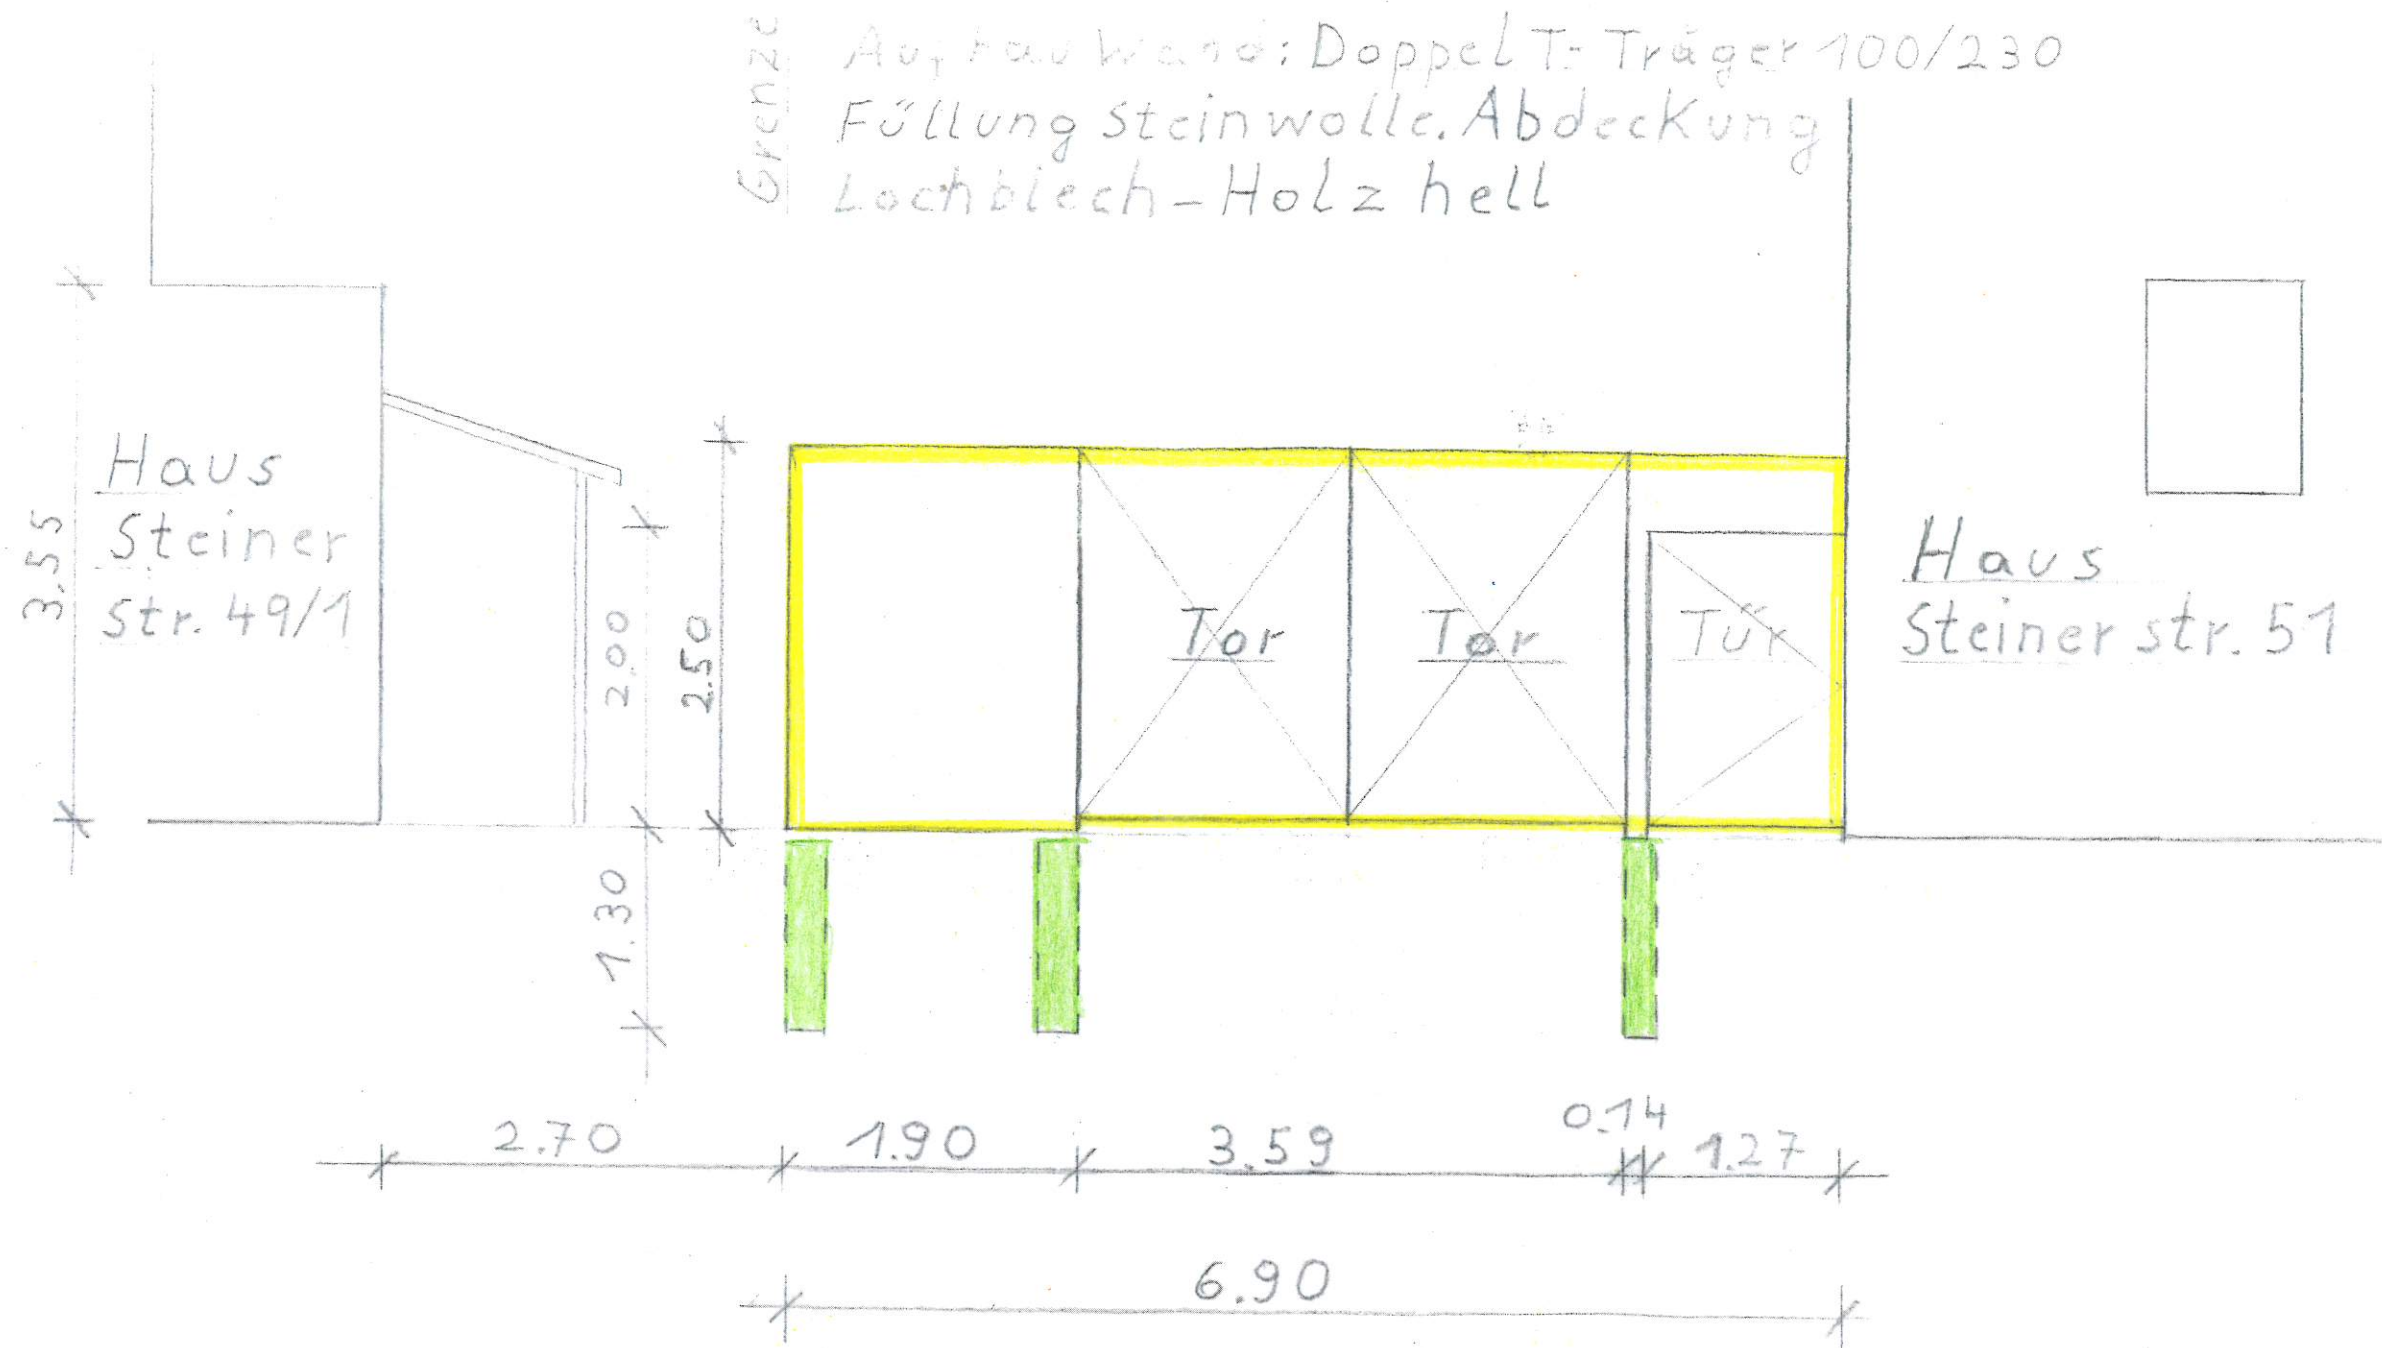 Grenze
Aufbau Wand: Doppel T- Träger 100/230
Füllung Steinwolle. Abdeckung
Lochblech - Holz hell
Haus
Steiner
Str. 49/1
3.55
2.00
2.50
1.30
Tor
Tor
Tür
Haus
Steiner str. 51
2.70
1.90
3.59
0.14
1.27
6.90